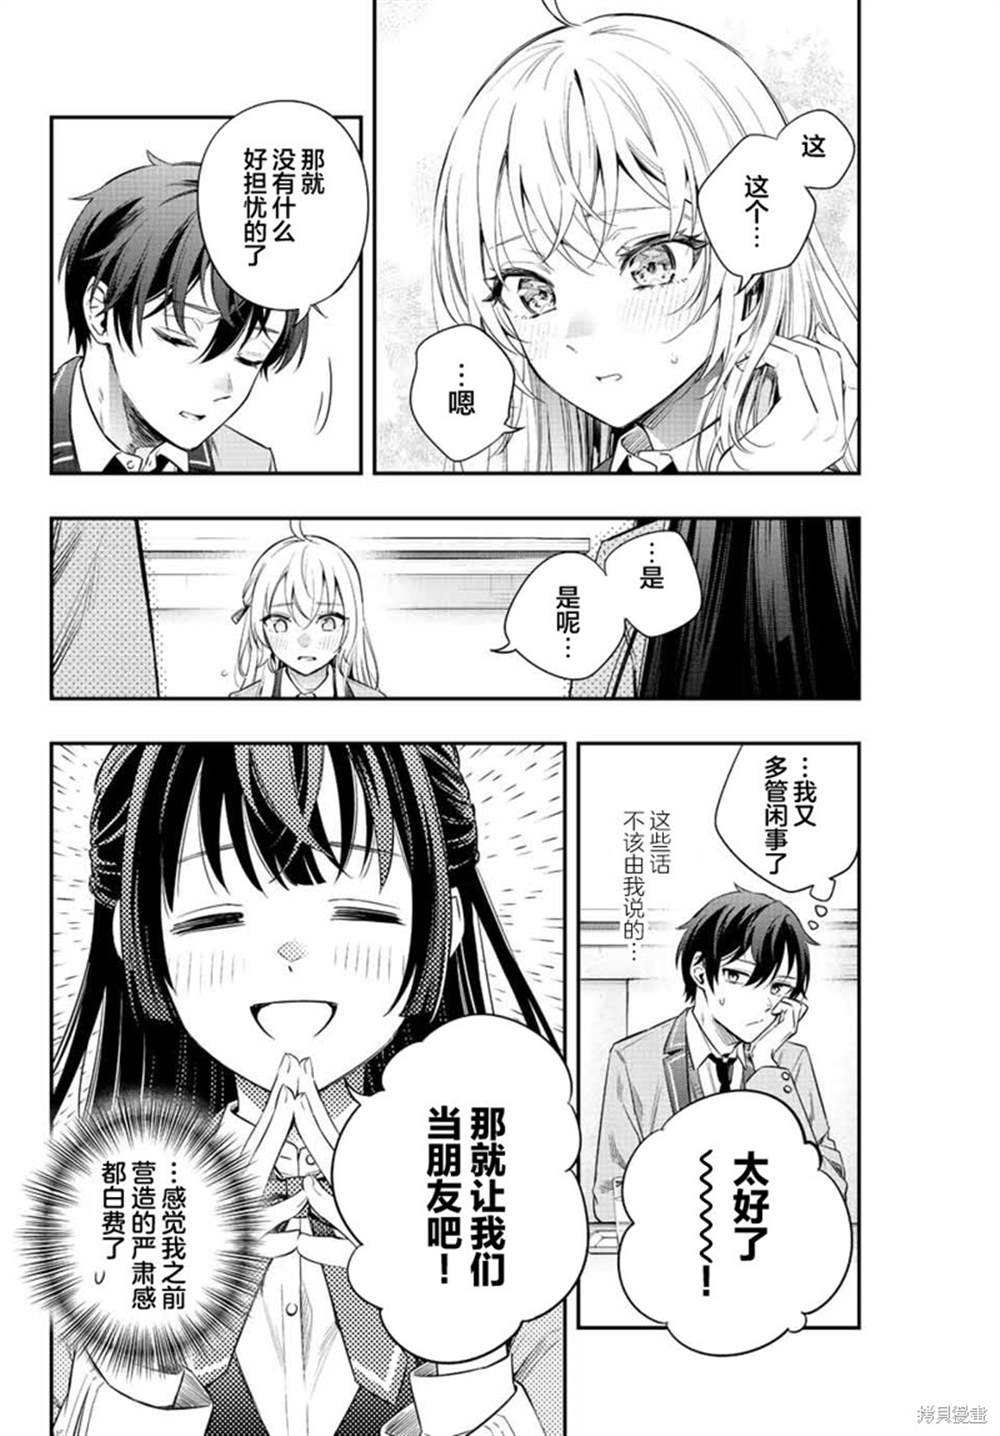 这
这个…
…嗯
那就
没有什么
好担忧的了
…是
是呢…
…我又
多管闲事了
这些话
不该由我说的…
太好了
～～～～！
那就让我们
当朋友吧！
…感觉我之前
营造的严肃感
都白费了
拷贝漫畫